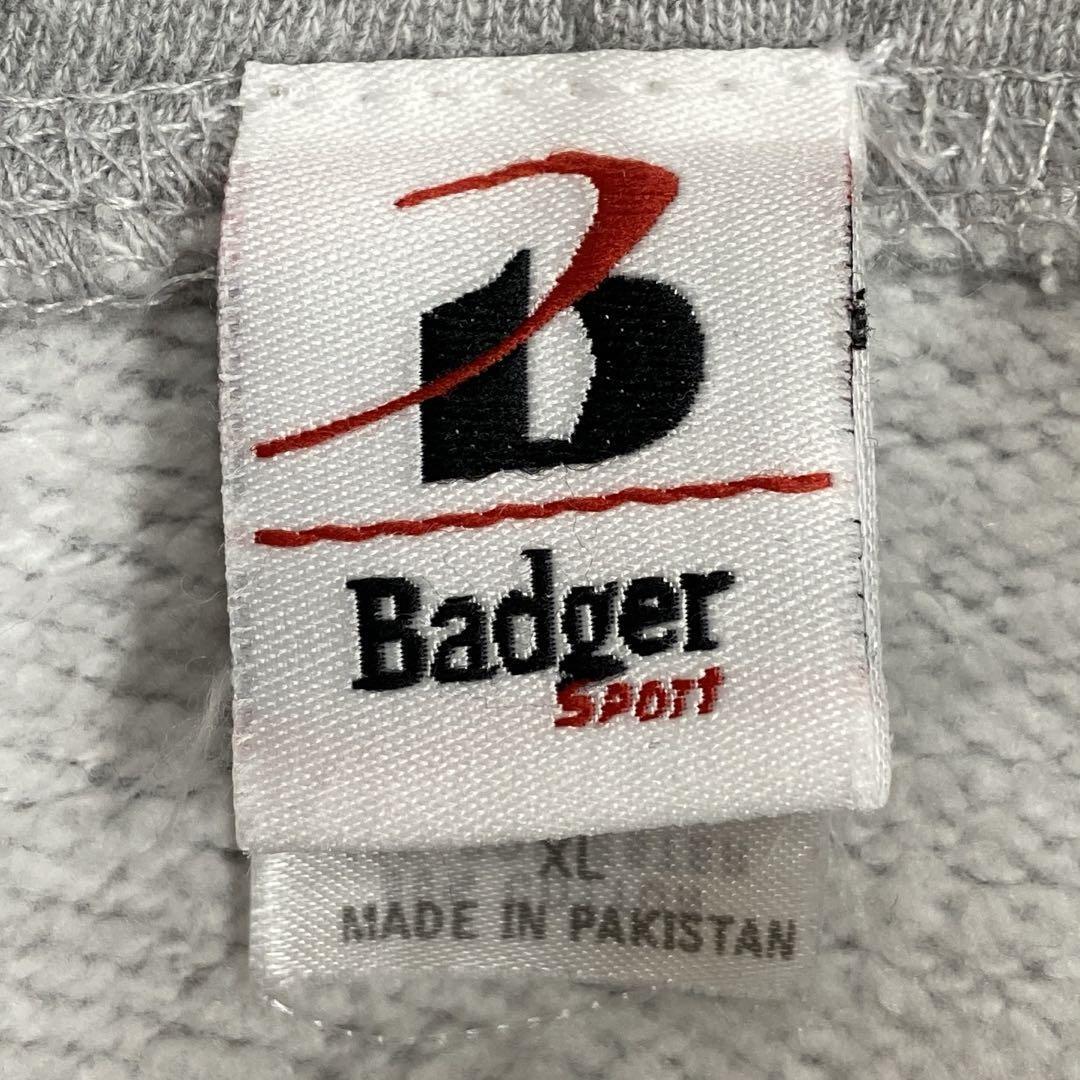 b
Badger
Sport
XL
MADE IN PAKISTAN